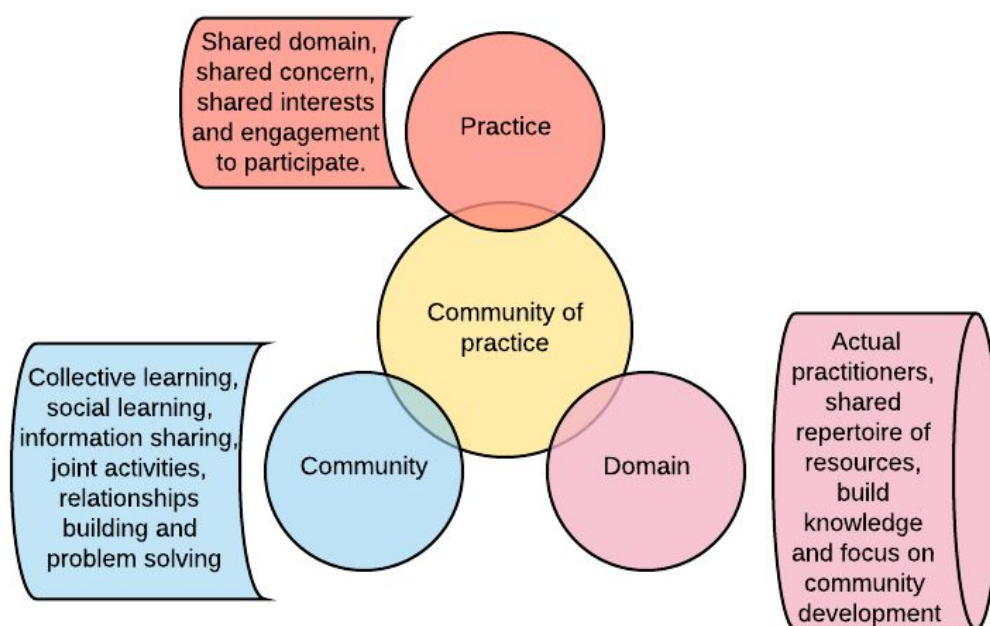 Shared domain,
shared concern,
shared interests
and engagement
to participate.
Practice
Community of
practice
Collective learning,
social learning,
information sharing,
joint activities,
relationships
building and
problem solving
Community
Domain
Actual
practitioners,
shared
repertoire of
resources,
build
knowledge
and focus on
community
development